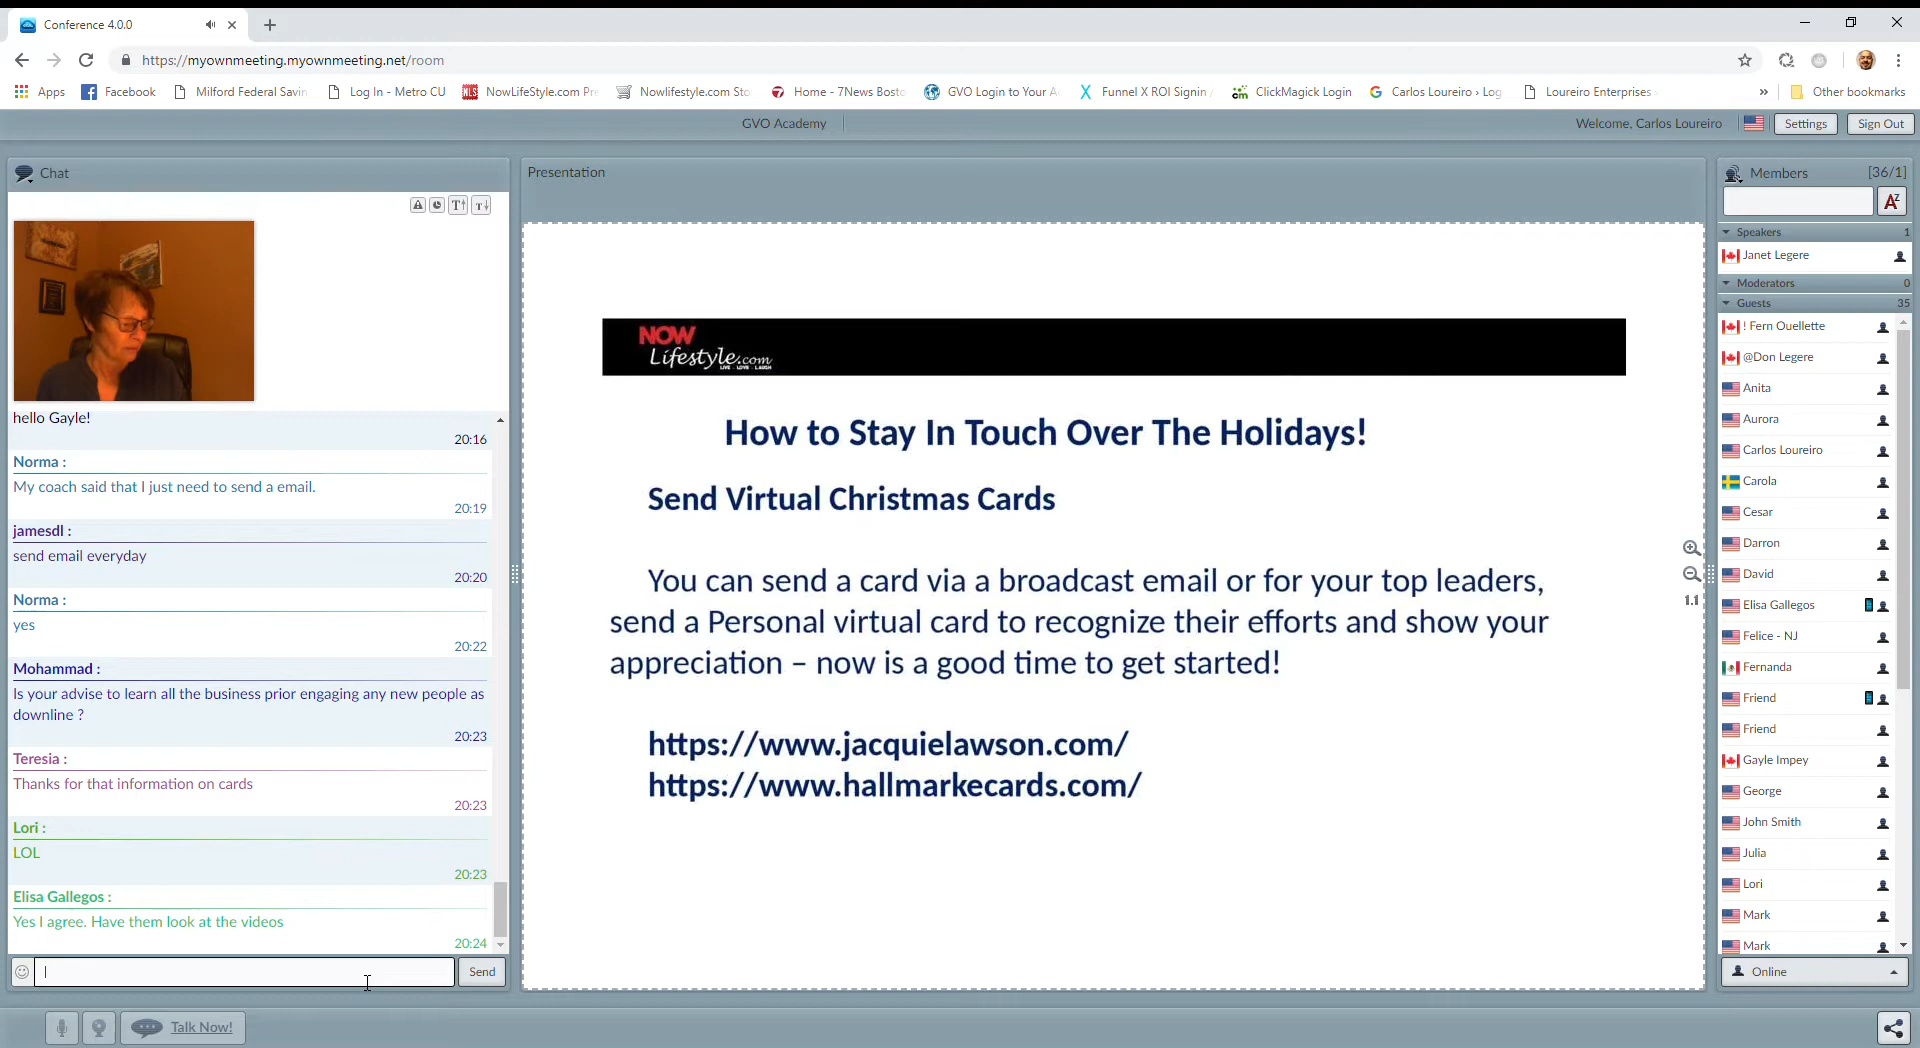 Conference 4.0.0
https://myownmeeting.myownmeeting.net/room
Apps
Facebook
Milford Federal Savin
Log In - Metro CU
NLS
NowLifeStyle.com Pre
Nowlifestyle.com Sto
Home - 7News Bosto
GVO Login to Your A
Funnel X ROI Signin
cm
ClickMagick Login
Carlos Loureiro › Log
Loureiro Enterprises
»
Other bookmarks
GVO Academy
Welcome, Carlos Loureiro
Settings
Sign Out
Chat
hello Gayle!
20:16
Norma :
My coach said that I just need to send a email.
20:19
jamesdl :
send email everyday
20:20
Norma :
yes
20:22
Mohammad :
Is your advise to learn all the business prior engaging any new people as
downline ?
20:23
Teresia :
Thanks for that information on cards
20:23
Lori :
LOL
20:23
Elisa Gallegos :
Yes I agree. Have them look at the videos
20:24
Send
Talk Now!
Presentation
NOW
Lifestyle.com
LIVE . LOVE . LAUGH
How to Stay In Touch Over The Holidays!
Send Virtual Christmas Cards
You can send a card via a broadcast email or for your top leaders,
send a Personal virtual card to recognize their efforts and show your
appreciation – now is a good time to get started!
https://www.jacquielawson.com/
https://www.hallmarkecards.com/
1.1
Members
[36/1]
Speakers
1
Janet Legere
Moderators
0
Guests
35
! Fern Ouellette
@Don Legere
Anita
Aurora
Carlos Loureiro
Carola
Cesar
Darron
David
Elisa Gallegos
Felice - NJ
Fernanda
Friend
Friend
Gayle Impey
George
John Smith
Julia
Lori
Mark
Mark
Online